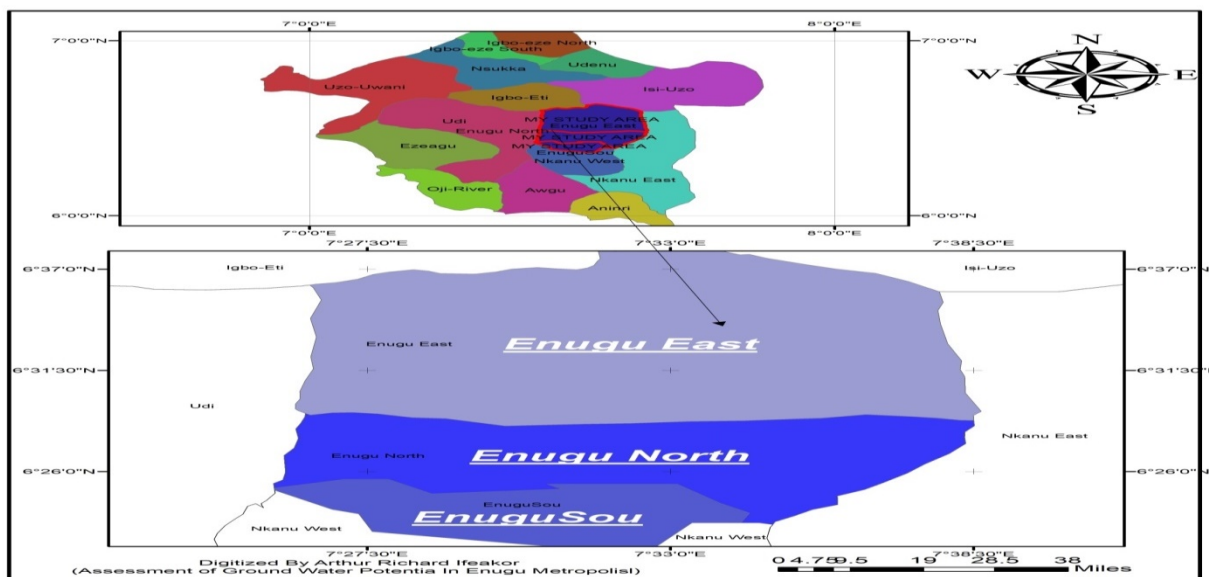 7°0'0"E 8°0'0"E
7°0'0"N 7°0'0"N
Igbo-eze North
Igbo-eze South
Nsukka
Udenu
Uzo-Uwani
Isi-Uzo
Igbo-Eti
Udi
MY STUDY AREA
Enugu East
Enugu North
MY STUDY AREA
MY STUDY AREA
EnuguSou
Ezeagu
Nkanu West
Nkanu East
Oji-River
Awgu
Aninri
6°0'0"N 6°0'0"N
7°0'0"E 8°0'0"E
N
W E
S
7°27'30"E 7°33'0"E 7°38'30"E
6°37'0"N 6°37'0"N
Igbo-Eti
Isi-Uzo
Enugu East
Enugu East
6°31'30"N 6°31'30"N
Udi
Nkanu East
Enugu North
Enugu North
6°26'0"N 6°26'0"N
EnuguSou
EnuguSou
Nkanu West
Nkanu West
7°27'30"E 7°33'0"E 7°38'30"E
Digitized By Arthur Richard Ifeakor
(Assessment of Ground Water Potentia In Enugu Metropolisl)
0 4.75 9.5 19 28.5 38
Miles